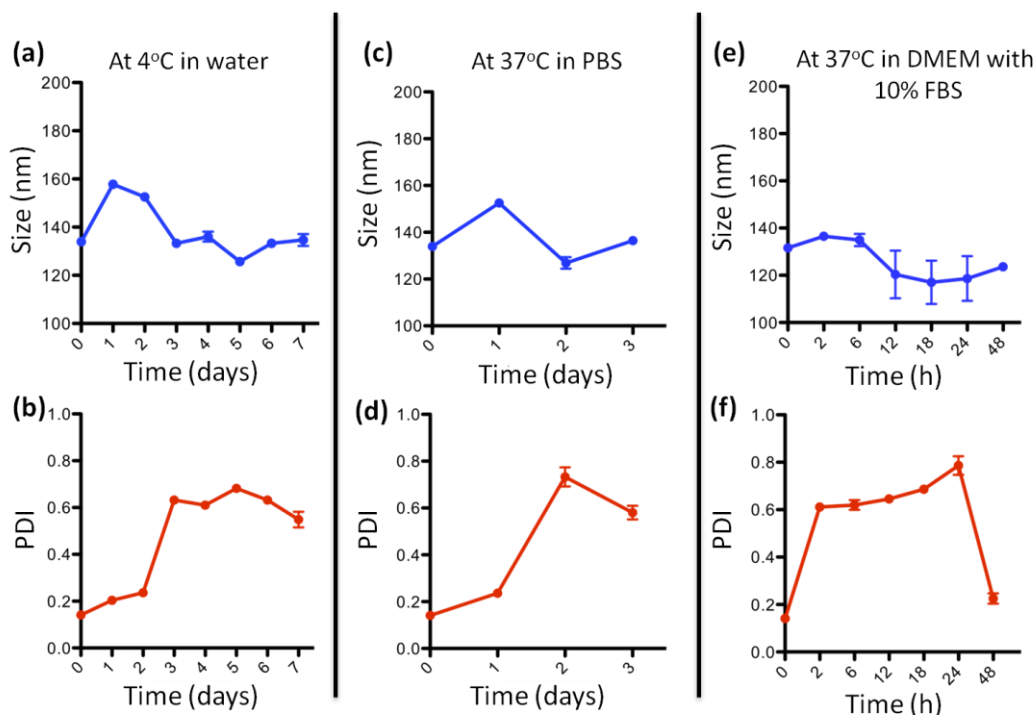 (a)
At 4°C in water
Size (nm)
200
180
160
140
120
100
0 1 2 3 4 5 6 7
Time (days)
(b)
PDI
1.0
0.8
0.6
0.4
0.2
0.0
0 1 2 3 4 5 6 7
Time (days)
(c)
At 37°C in PBS
Size (nm)
200
180
160
140
120
100
0 1 2 3
Time (days)
(d)
PDI
1.0
0.8
0.6
0.4
0.2
0.0
0 1 2 3
Time (days)
(e)
At 37°C in DMEM with
10% FBS
Size (nm)
200
180
160
140
120
100
0 2 6 12 18 24 48
Time (h)
(f)
PDI
1.0
0.8
0.6
0.4
0.2
0.0
0 2 6 12 18 24 48
Time (h)